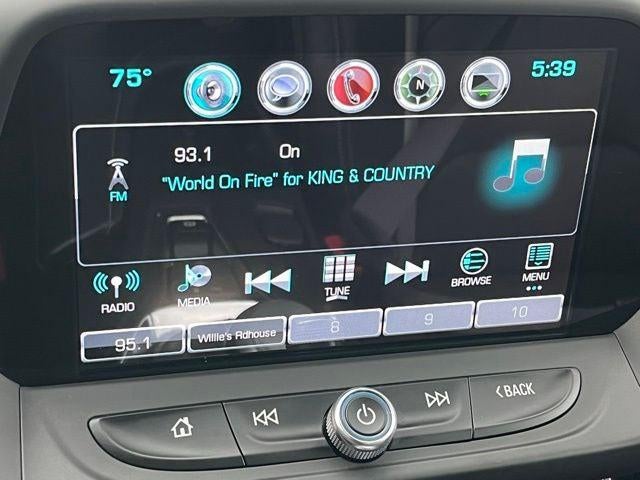 75° N 5:39
93.1 On
FM "World On Fire" for KING & COUNTRY
RADIO MEDIA TUNE BROWSE MENU
95.1 Willie's Rdhouse 8 9 10
BACK